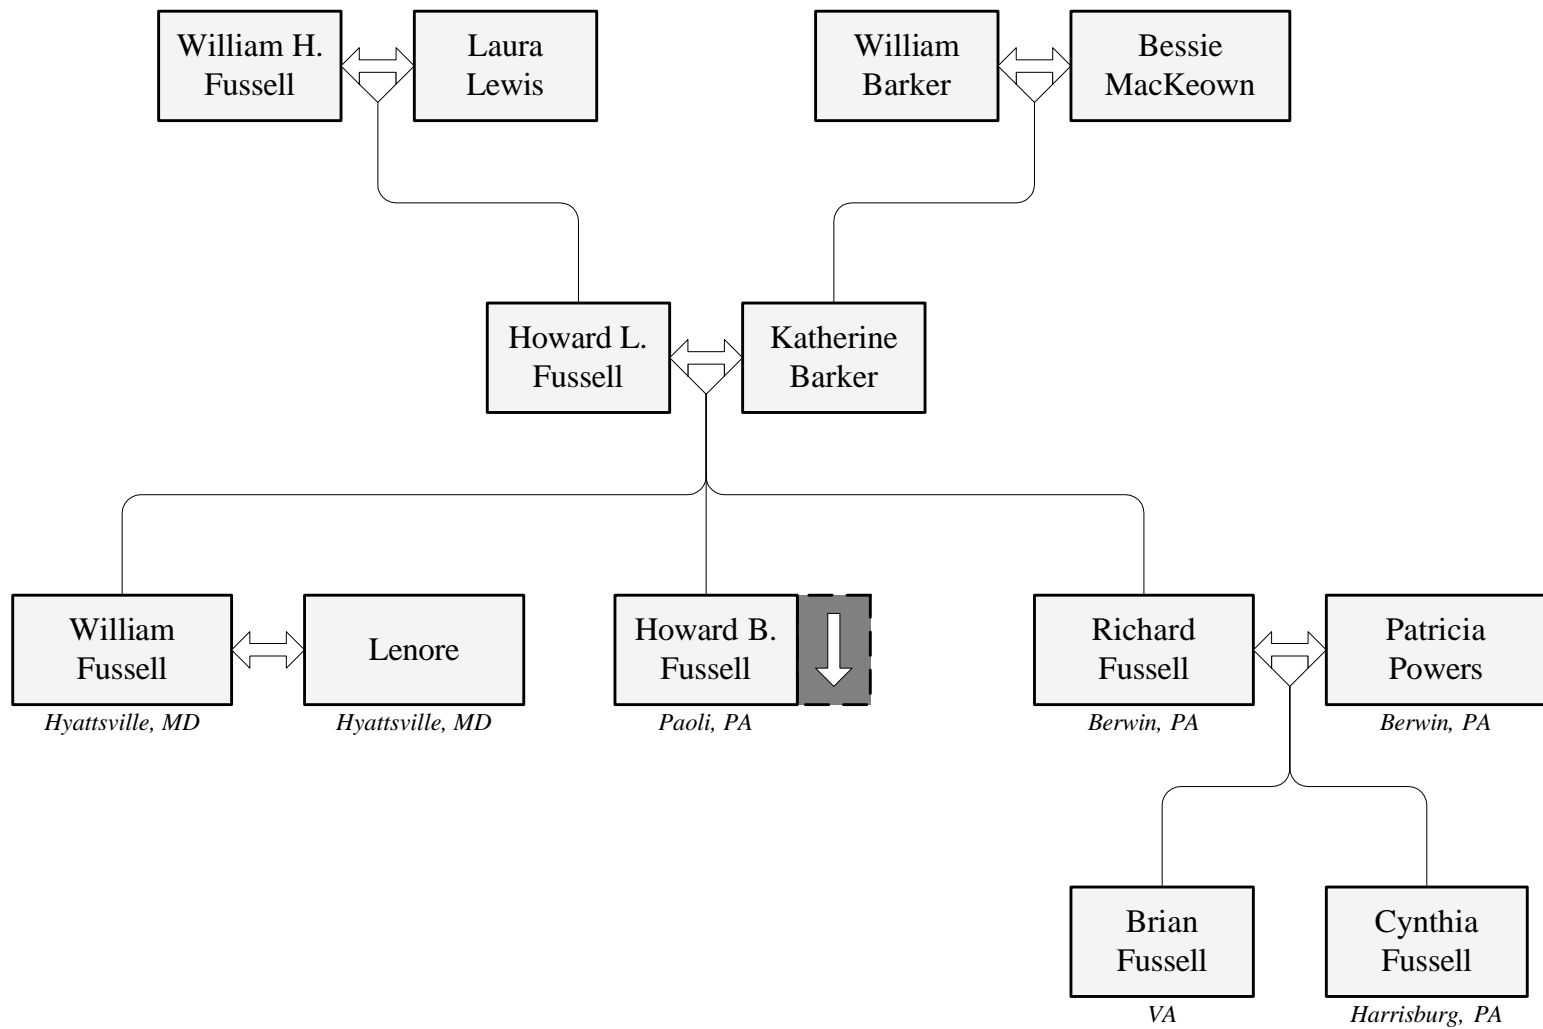 William H.
Fussell
Laura
Lewis
William
Barker
Bessie
MacKeown
Howard L.
Fussell
Katherine
Barker
William
Fussell
Hyattsville, MD
Lenore
Hyattsville, MD
Howard B.
Fussell
Paoli, PA
Richard
Fussell
Berwin, PA
Patricia
Powers
Berwin, PA
Brian
Fussell
VA
Cynthia
Fussell
Harrisburg, PA